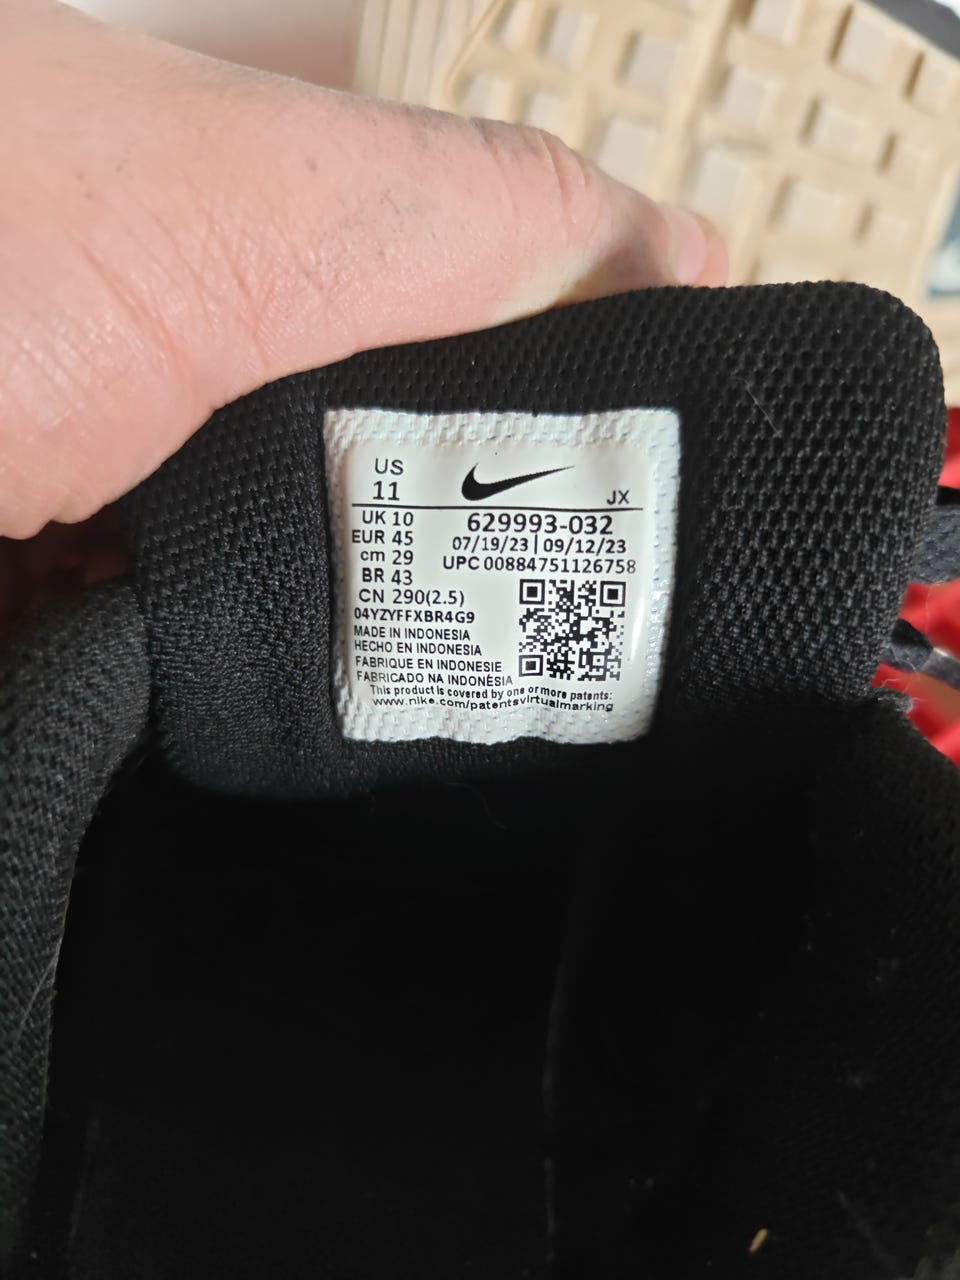 US
11
JX
UK 10
EUR 45
cm 29
BR 43
CN 290(2.5)
629993-032
07/19/23 | 09/12/23
UPC 00884751126758
04YZYFFXBR4G9
MADE IN INDONESIA
HECHO EN INDONESIA
FABRIQUE EN INDONESIE
FABRICADO NA INDONÉSIA
This product is covered by one or more patents:
www.nike.com/patentsvirtualmarking